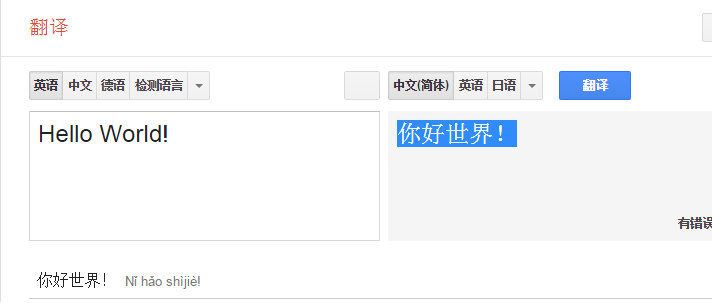 翻译
英语 中文 德语 检测语言
中文(简体) 英语 日语
翻译
Hello World!
你好世界！
有错误
你好世界！ Nǐ hǎo shìjiè!